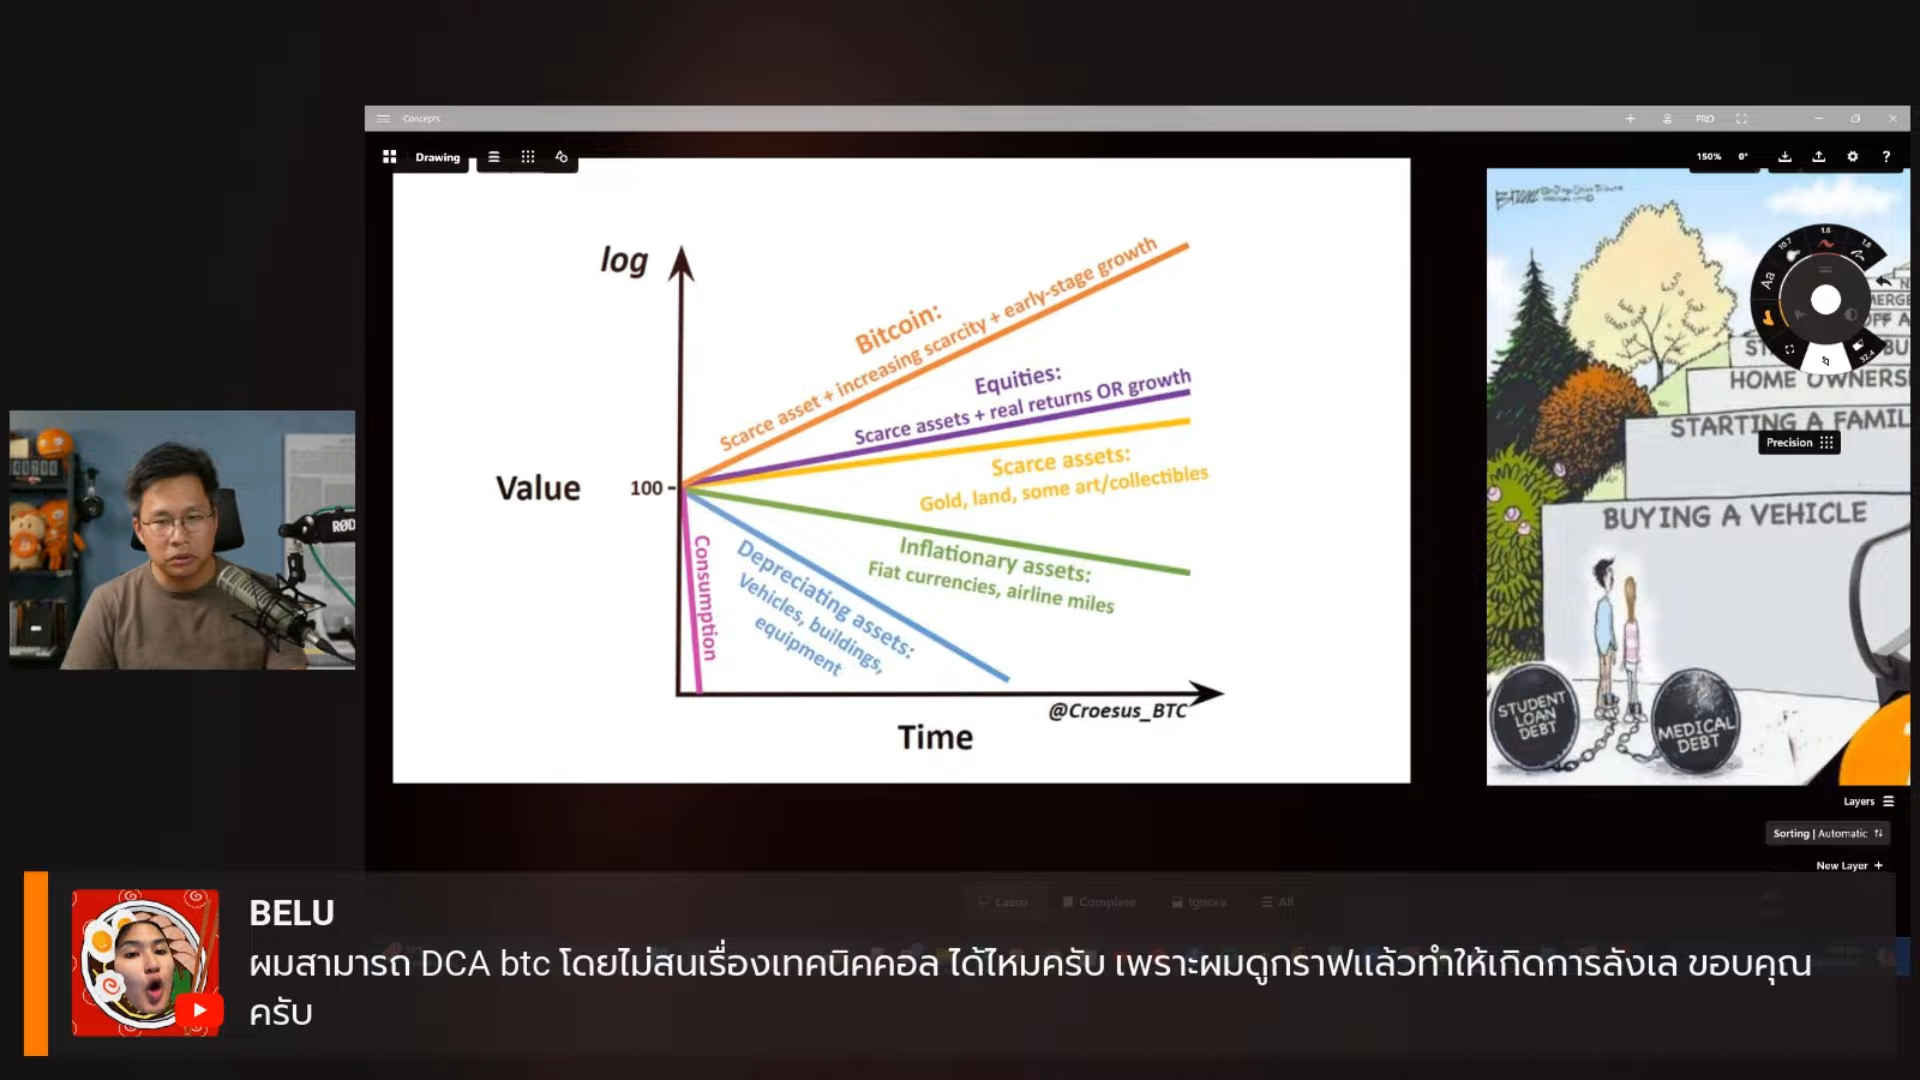 Concepts
PRO
Drawing
150%
0°
log
Bitcoin:
Scarce asset + increasing scarcity + early-stage growth
Equities:
Scarce assets + real returns OR growth
Scarce assets:
Gold, land, some art/collectibles
Value
100
Inflationary assets:
Fiat currencies, airline miles
Depreciating assets:
Vehicles, buildings,
equipment
Consumption
@Croesus_BTC
Time
Aa
HOME OWNERS
STARTING A FAMIL
Precision
BUYING A VEHICLE
STUDENT
LOAN
DEBT
MEDICAL
DEBT
RØD
Layers
Sorting | Automatic
New Layer +
Lasso
Complete
Ignore
All
BELU
ผมสามารถ DCA btc โดยไม่สนเรื่องเทคนิคคอล ได้ไหมครับ เพราะผมดูกราฟแล้วทำให้เกิดการลังเล ขอบคุณ
ครับ